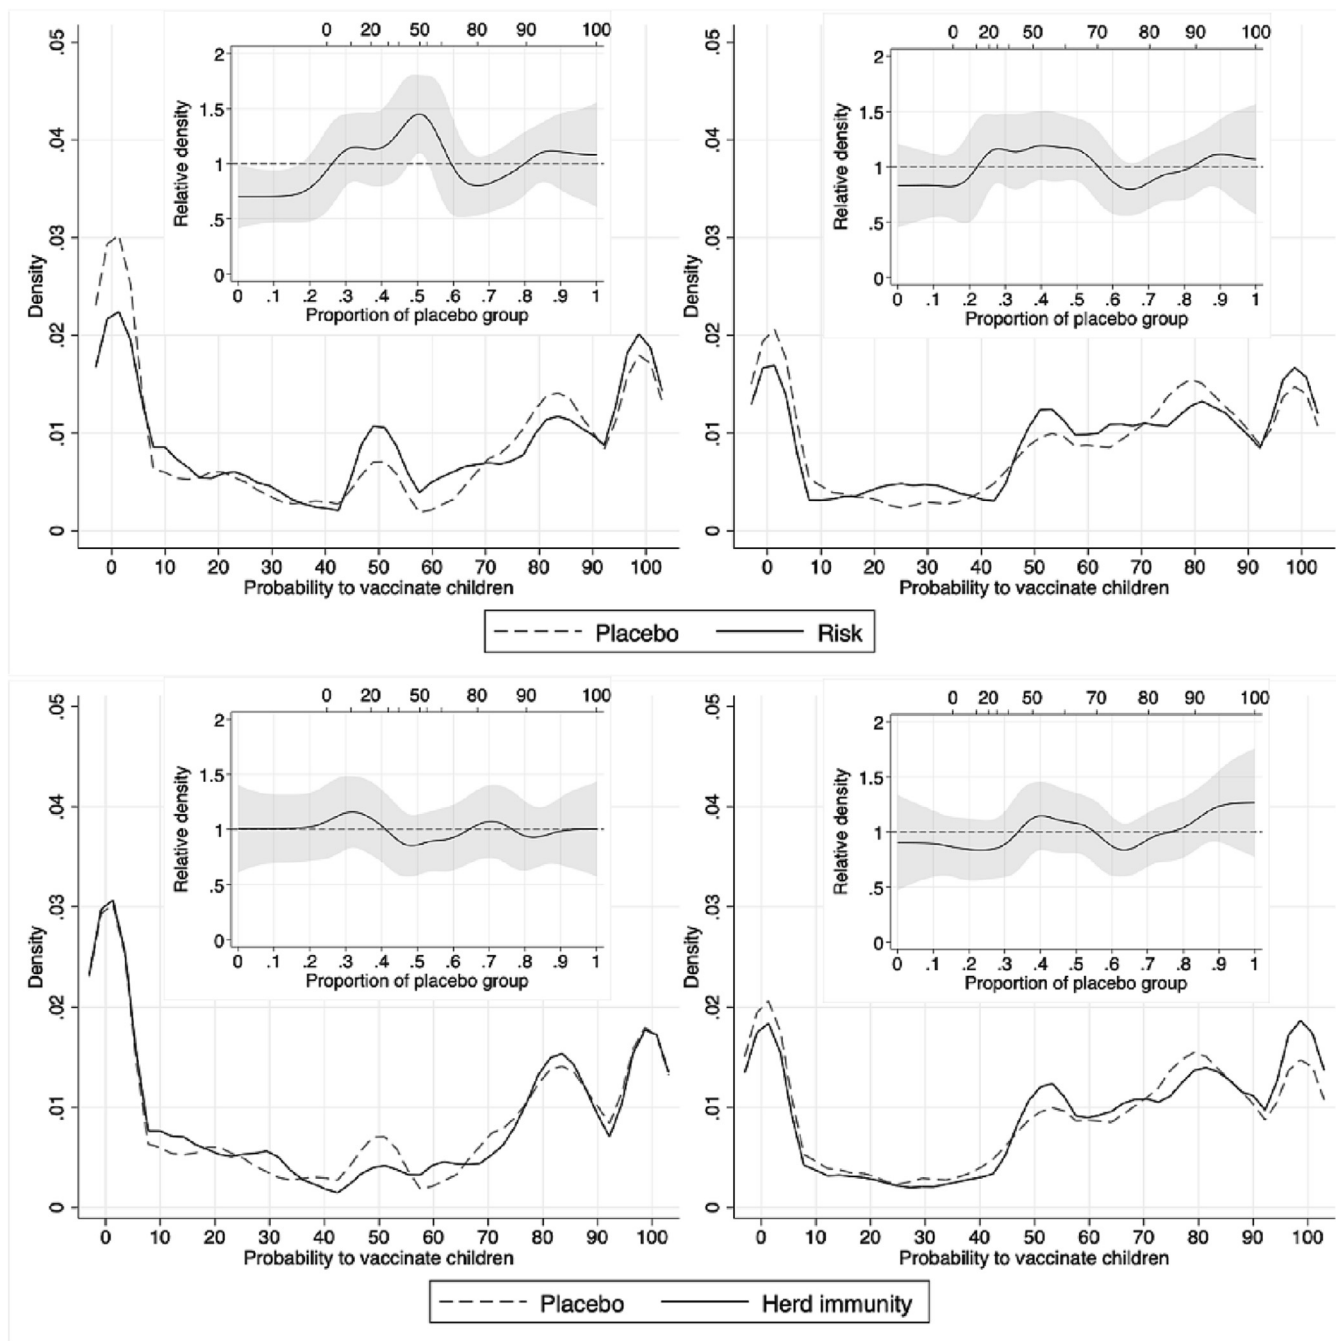 0 20 50 80 90 100
2
1.5
1
.5
0
Relative density
0 .1 .2 .3 .4 .5 .6 .7 .8 .9 1
Proportion of placebo group
.05
.04
.03
.02
.01
0
Density
0 10 20 30 40 50 60 70 80 90 100
Probability to vaccinate children
0 20 50 70 80 90 100
2
1.5
1
.5
0
Relative density
0 .1 .2 .3 .4 .5 .6 .7 .8 .9 1
Proportion of placebo group
.05
.04
.03
.02
.01
0
Density
0 10 20 30 40 50 60 70 80 90 100
Probability to vaccinate children
Placebo Risk
0 20 50 80 90 100
2
1.5
1
.5
0
Relative density
0 .1 .2 .3 .4 .5 .6 .7 .8 .9 1
Proportion of placebo group
.05
.04
.03
.02
.01
0
Density
0 10 20 30 40 50 60 70 80 90 100
Probability to vaccinate children
0 20 50 70 80 90 100
2
1.5
1
.5
0
Relative density
0 .1 .2 .3 .4 .5 .6 .7 .8 .9 1
Proportion of placebo group
.05
.04
.03
.02
.01
0
Density
0 10 20 30 40 50 60 70 80 90 100
Probability to vaccinate children
Placebo Herd immunity